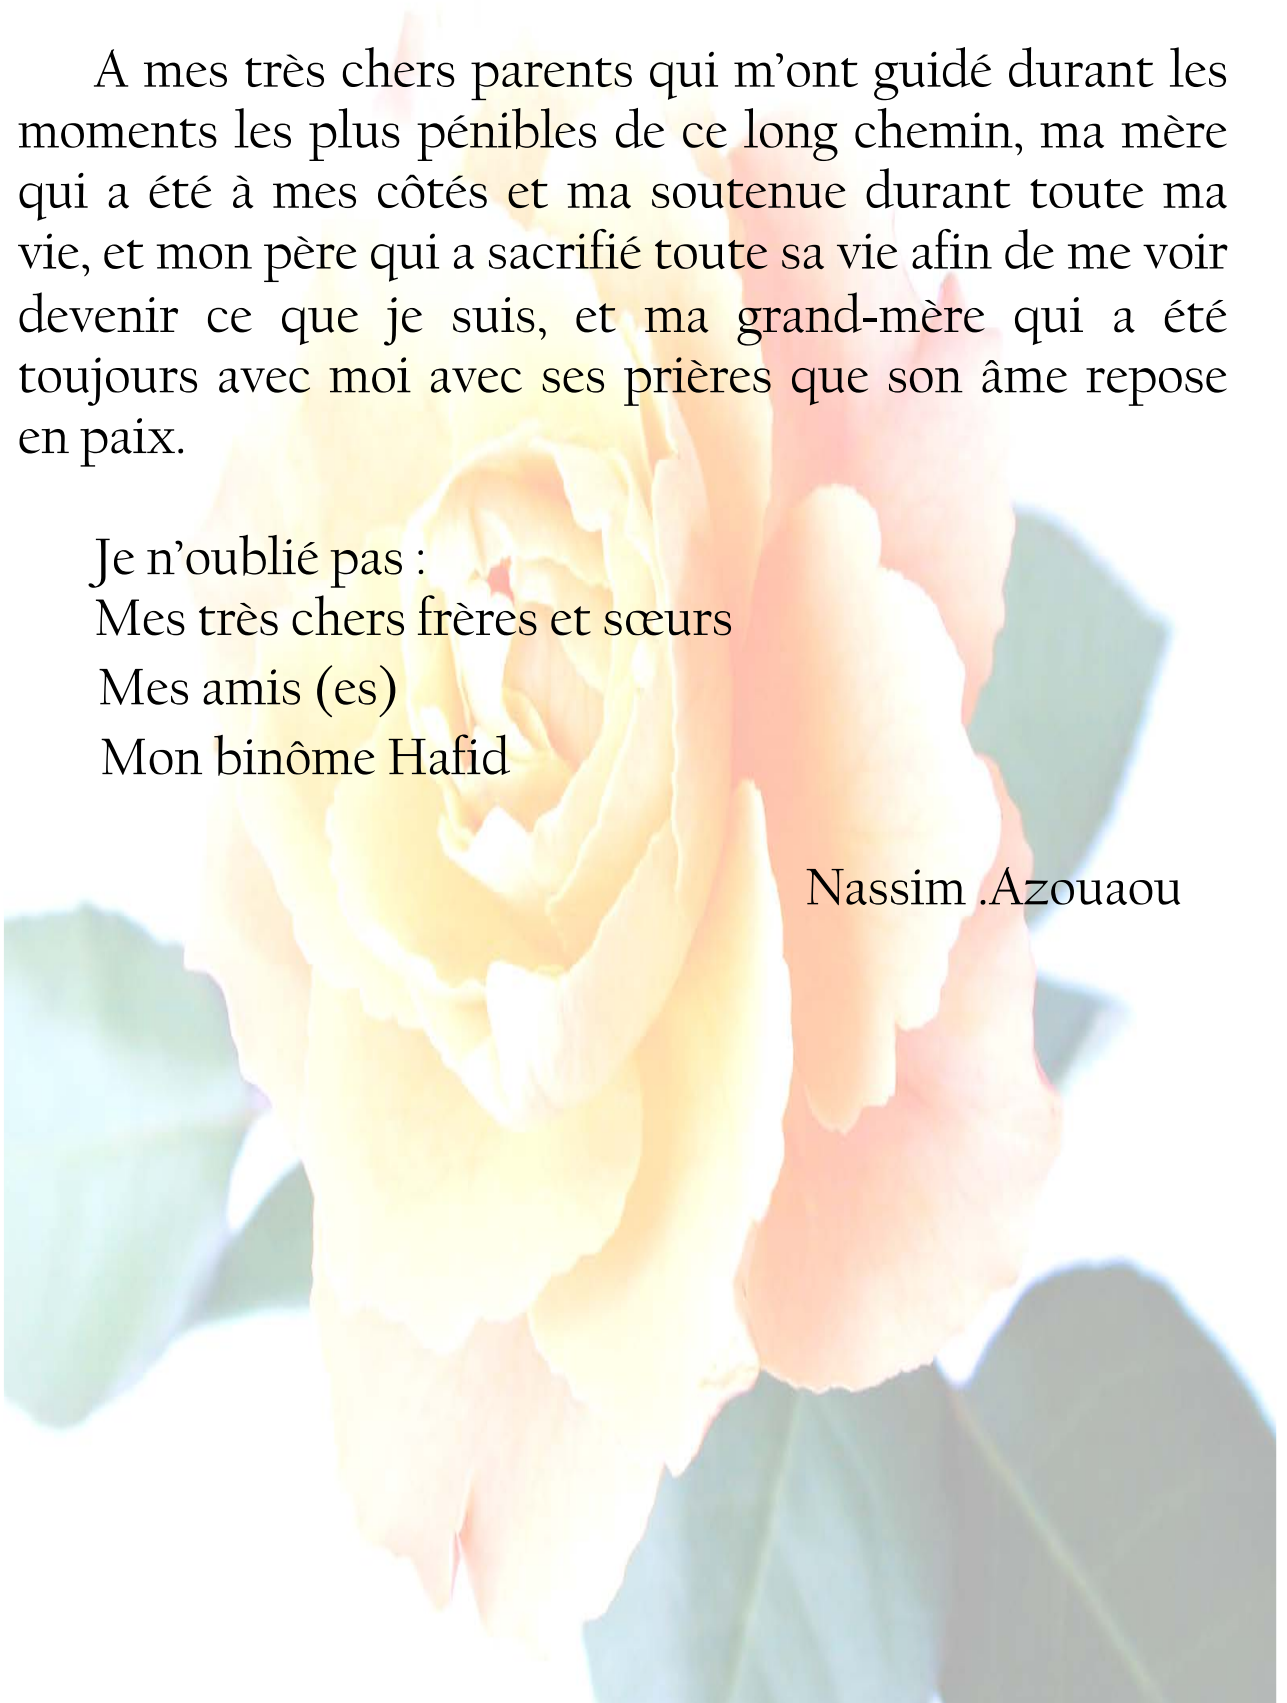 A mes très chers parents qui m’ont guidé durant les
moments les plus pénibles de ce long chemin, ma mère
qui a été à mes côtés et ma soutenue durant toute ma
vie, et mon père qui a sacrifié toute sa vie afin de me voir
devenir ce que je suis, et ma grand-mère qui a été
toujours avec moi avec ses prières que son âme repose
en paix.
Je n’oublié pas :
Mes très chers frères et sœurs
Mes amis (es)
Mon binôme Hafid
Nassim .Azouaou